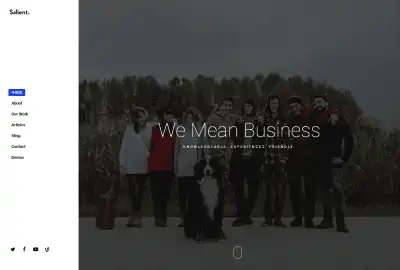 Salient.
Home
About
Our Work
Articles
Shop
Contact
Demos
We Mean Business
KNOWLEDGEABLE. EXPERIENCED. FRIENDLY.